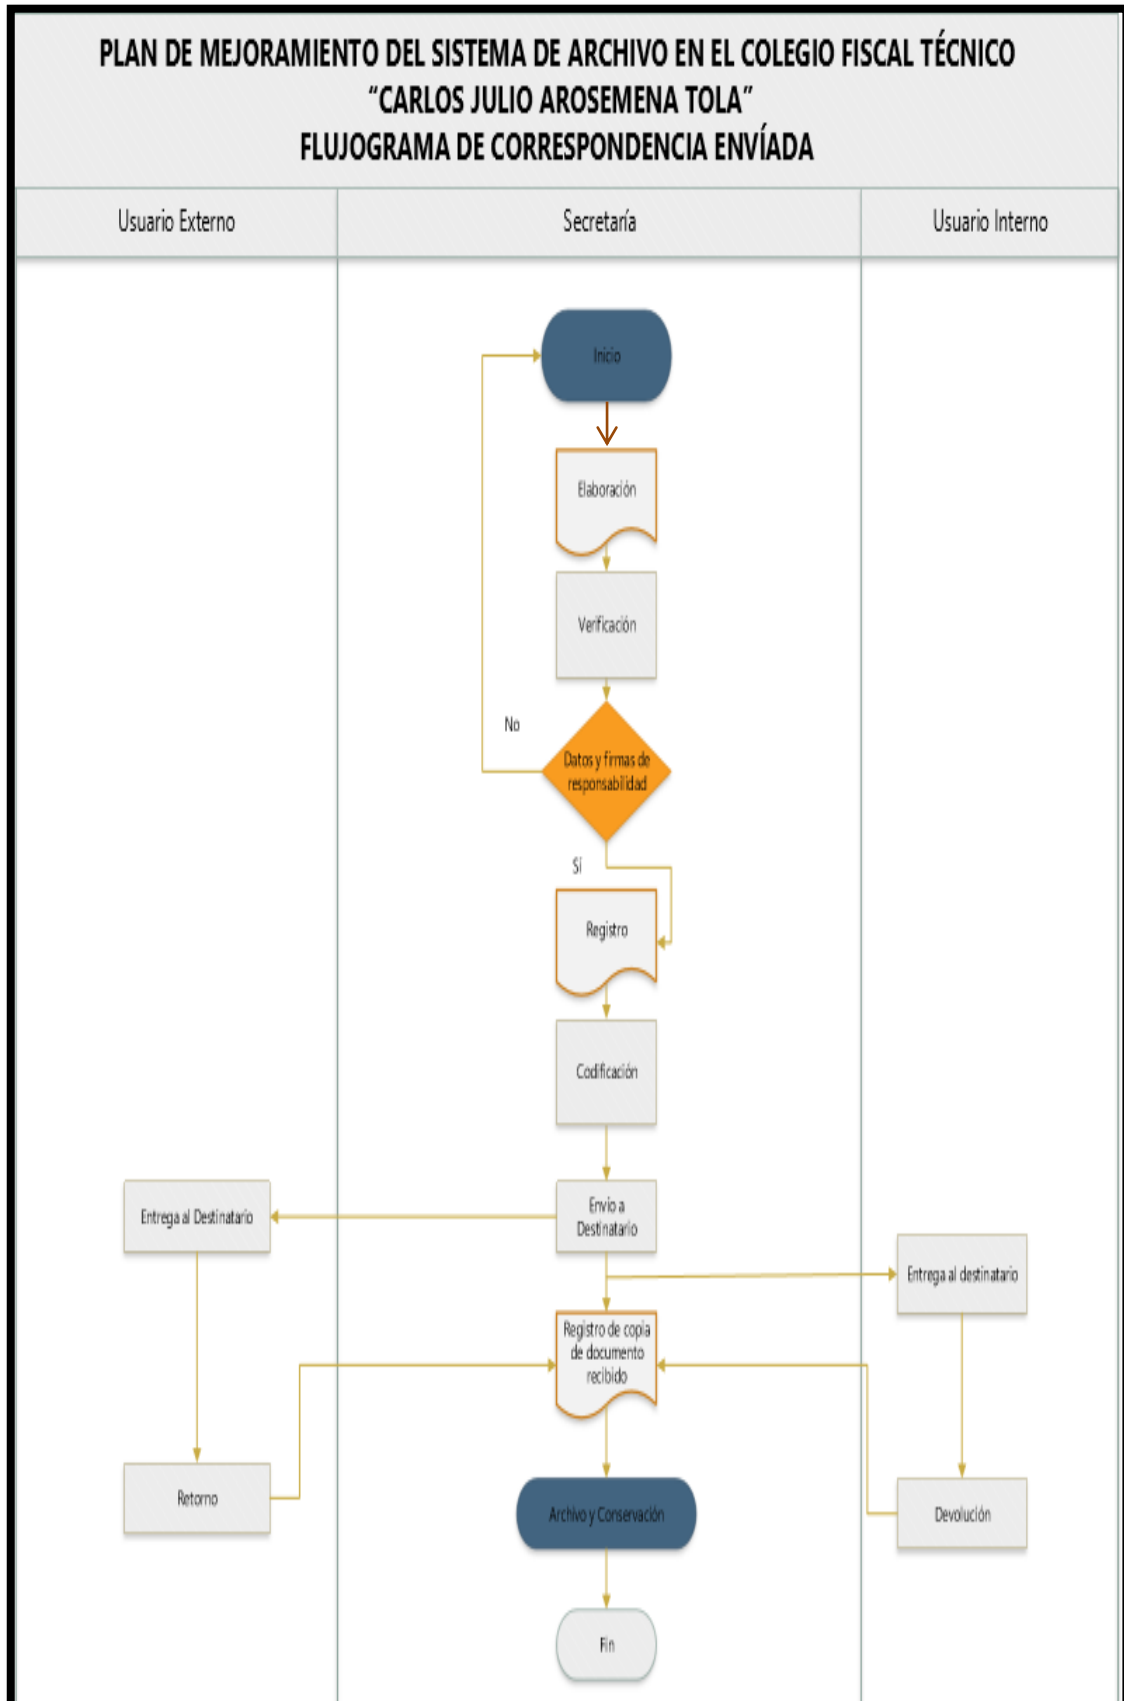 PLAN DE MEJORAMIENTO DEL SISTEMA DE ARCHIVO EN EL COLEGIO FISCAL TÉCNICO
“CARLOS JULIO AROSEMENA TOLA”
FLUJOGRAMA DE CORRESPONDENCIA ENVÍADA
Usuario Externo
Secretaría
Usuario Interno
Inicio
Elaboración
Verificación
No
Datos y firmas de
responsabilidad
Sí
Registro
Codificación
Entrega al Destinatario
Envio a
Destinatario
Entrega al destinatario
Registro de copia
de documento
recibido
Retorno
Archivo y Conservación
Devolución
Fin